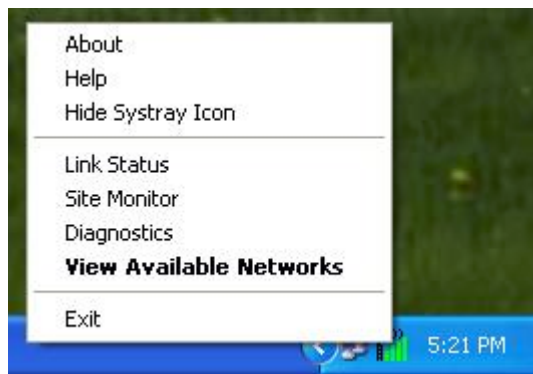 About
Help
Hide Systray Icon
Link Status
Site Monitor
Diagnostics
View Available Networks
Exit
5:21 PM